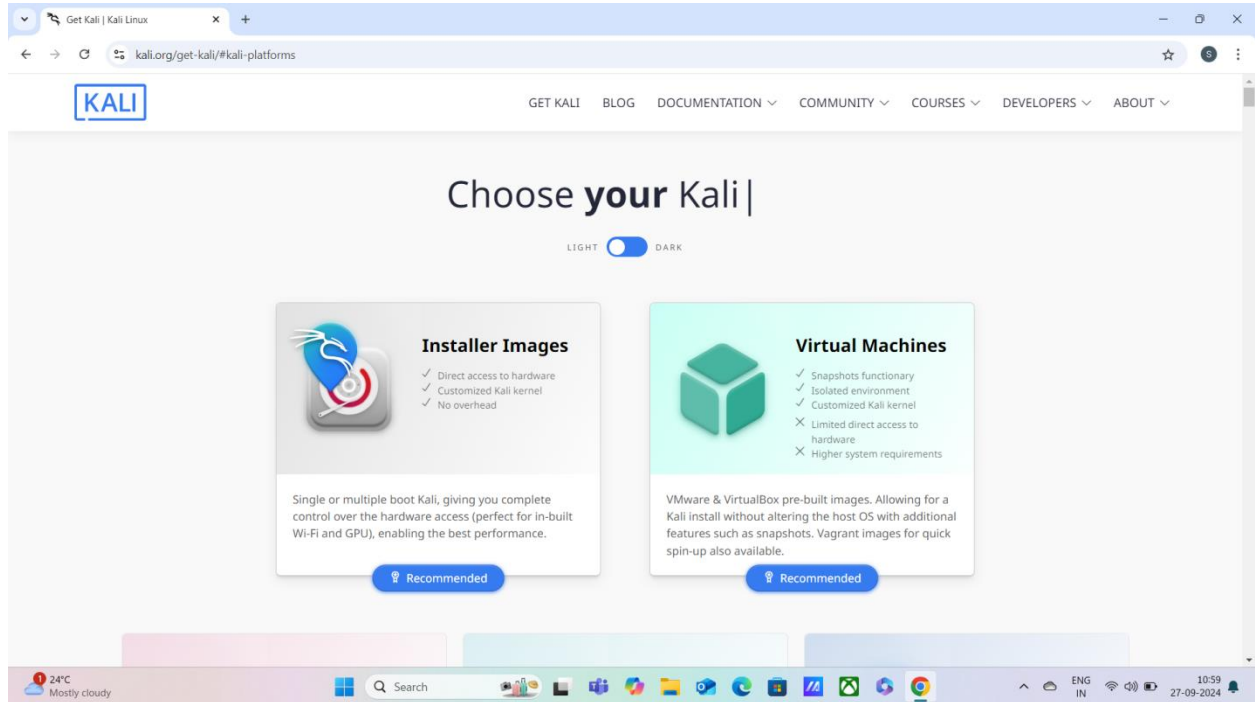 Get Kali | Kali Linux
kali.org/get-kali/#kali-platforms
S
KALI
GET KALI BLOG DOCUMENTATION COMMUNITY COURSES DEVELOPERS ABOUT
Choose your Kali|
LIGHT DARK
Installer Images
Direct access to hardware
Customized Kali kernel
No overhead
Single or multiple boot Kali, giving you complete
control over the hardware access (perfect for in-built
Wi-Fi and GPU), enabling the best performance.
Recommended
Virtual Machines
Snapshots functionary
Isolated environment
Customized Kali kernel
Limited direct access to
hardware
Higher system requirements
VMware & VirtualBox pre-built images. Allowing for a
Kali install without altering the host OS with additional
features such as snapshots. Vagrant images for quick
spin-up also available.
Recommended
1
24°C
Mostly cloudy
Search
ENG
IN
10:59
27-09-2024